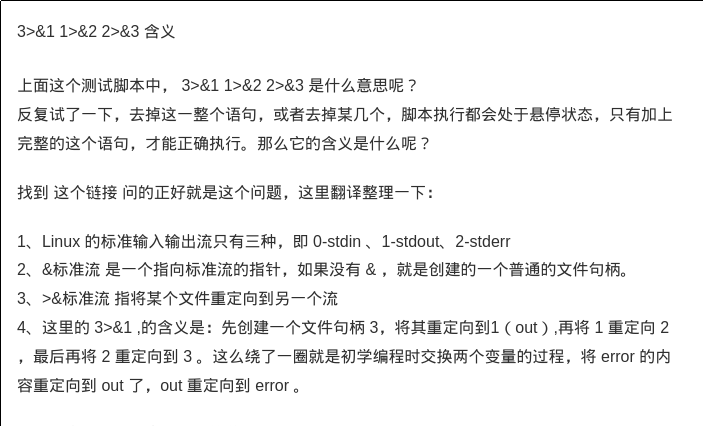 3>&1 1>&2 2>&3 含义
上面这个测试脚本中， 3>&1 1>&2 2>&3 是什么意思呢？
反复试了一下，去掉这一整个语句，或者去掉某几个，脚本执行都会处于悬停状态，只有加上
完整的这个语句，才能正确执行。那么它的含义是什么呢？
找到 这个链接 问的正好就是这个问题，这里翻译整理一下：
1、Linux 的标准输入输出流只有三种，即 0-stdin 、1-stdout、2-stderr
2、&标准流 是一个指向标准流的指针，如果没有 & ，就是创建的一个普通的文件句柄。
3、>&标准流 指将某个文件重定向到另一个流
4、这里的 3>&1 ,的含义是：先创建一个文件句柄 3，将其重定向到1（out）,再将 1 重定向 2
，最后再将 2 重定向到 3 。这么绕了一圈就是初学编程时交换两个变量的过程，将 error 的内
容重定向到 out 了，out 重定向到 error 。